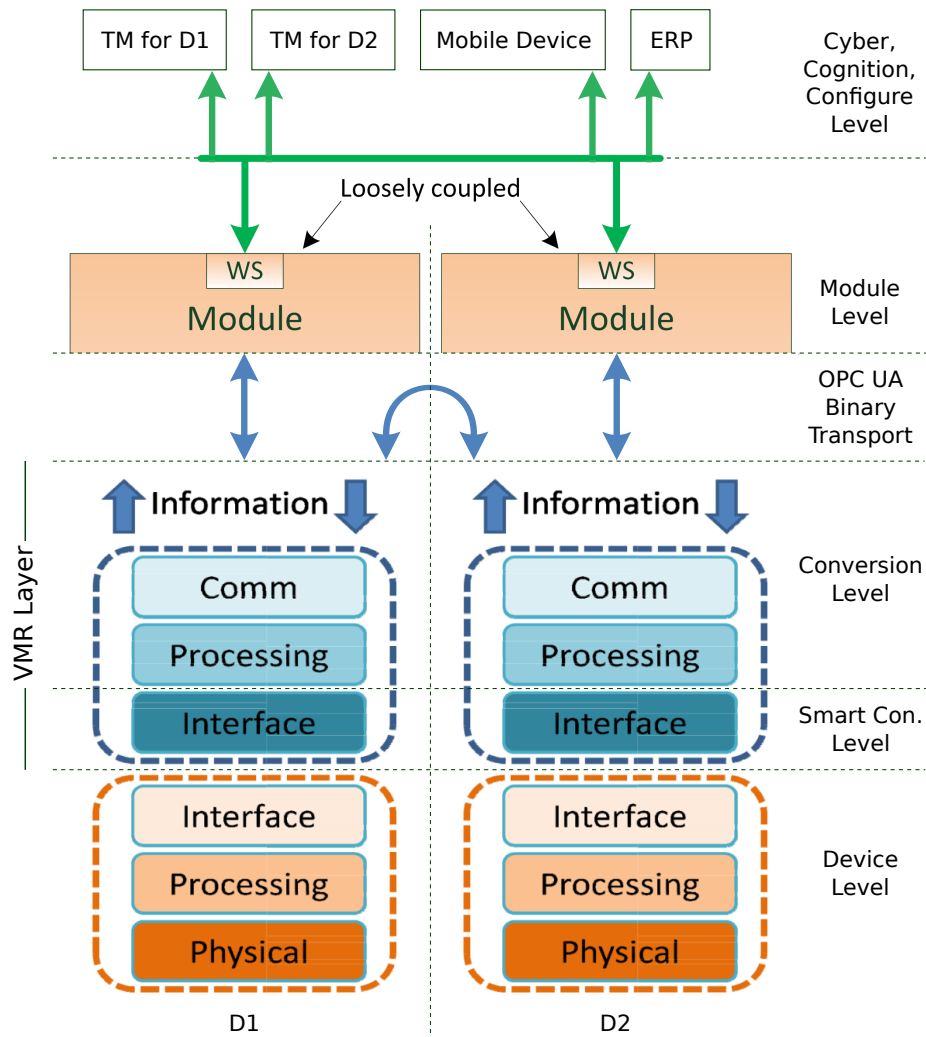 TM for D1
TM for D2
Mobile Device
ERP
Cyber,
Cognition,
Configure
Level
Loosely coupled
WS
Module
WS
Module
Module
Level
OPC UA
Binary
Transport
VMR Layer
Information
Information
Comm
Comm
Conversion
Level
Processing
Processing
Interface
Interface
Smart Con.
Level
Interface
Interface
Processing
Processing
Device
Level
Physical
Physical
D1
D2